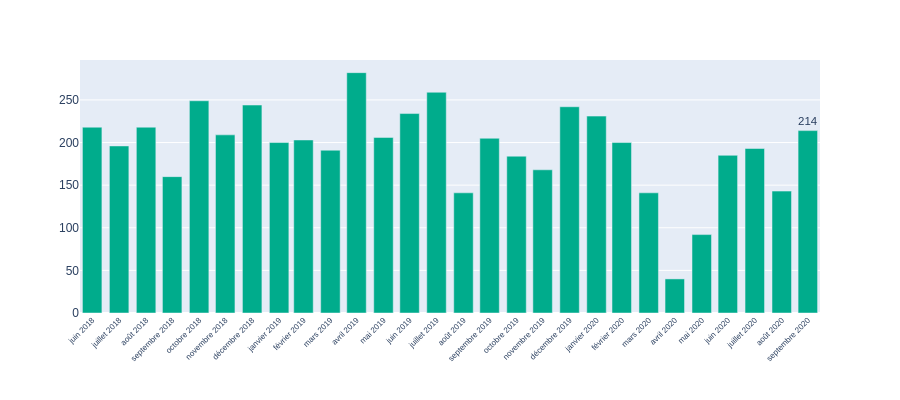 250
200
150
100
50
0
214
juin 2018
juillet 2018
août 2018
septembre 2018
octobre 2018
novembre 2018
décembre 2018
janvier 2019
février 2019
mars 2019
avril 2019
mai 2019
juin 2019
juillet 2019
août 2019
septembre 2019
octobre 2019
novembre 2019
décembre 2019
janvier 2020
février 2020
mars 2020
avril 2020
mai 2020
juin 2020
juillet 2020
août 2020
septembre 2020